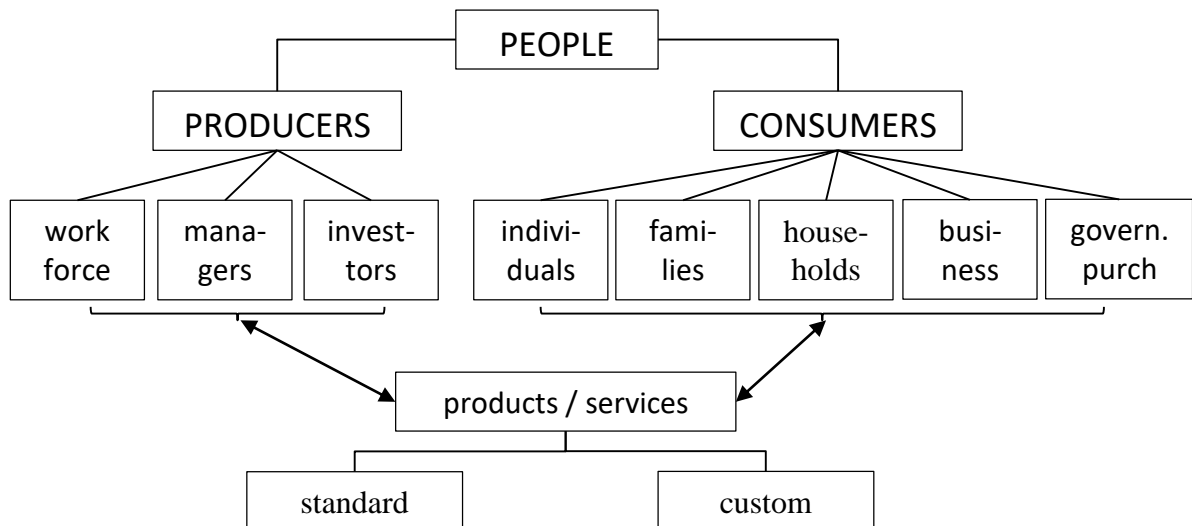 PEOPLE
PRODUCERS
CONSUMERS
work
force
mana-
gers
invest-
tors
indivi-
duals
fami-
lies
house-
holds
busi-
ness
govern.
purch
products / services
standard
custom